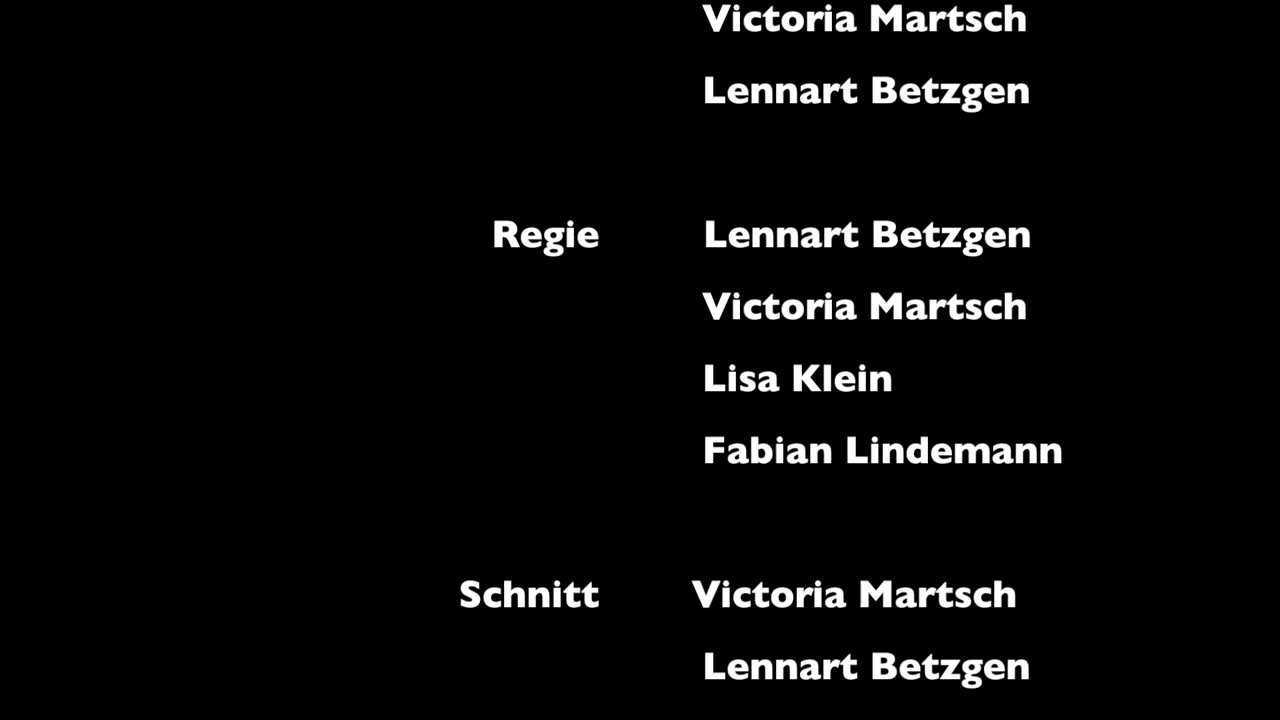 Victoria Martsch
Lennart Betzgen
Regie Lennart Betzgen
Victoria Martsch
Lisa Klein
Fabian Lindemann
Schnitt Victoria Martsch
Lennart Betzgen